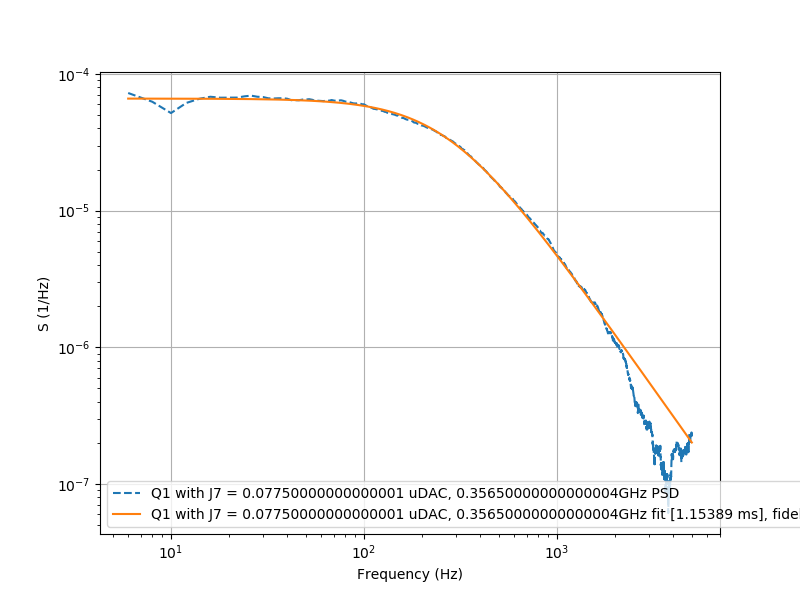 10⁻⁴
10⁻⁵
10⁻⁶
10⁻⁷
S (1/Hz)
Q1 with J7 = 0.07750000000000001 uDAC, 0.35650000000000004GHz PSD
Q1 with J7 = 0.07750000000000001 uDAC, 0.35650000000000004GHz fit [1.15389 ms], fide
10¹ 10² 10³
Frequency (Hz)